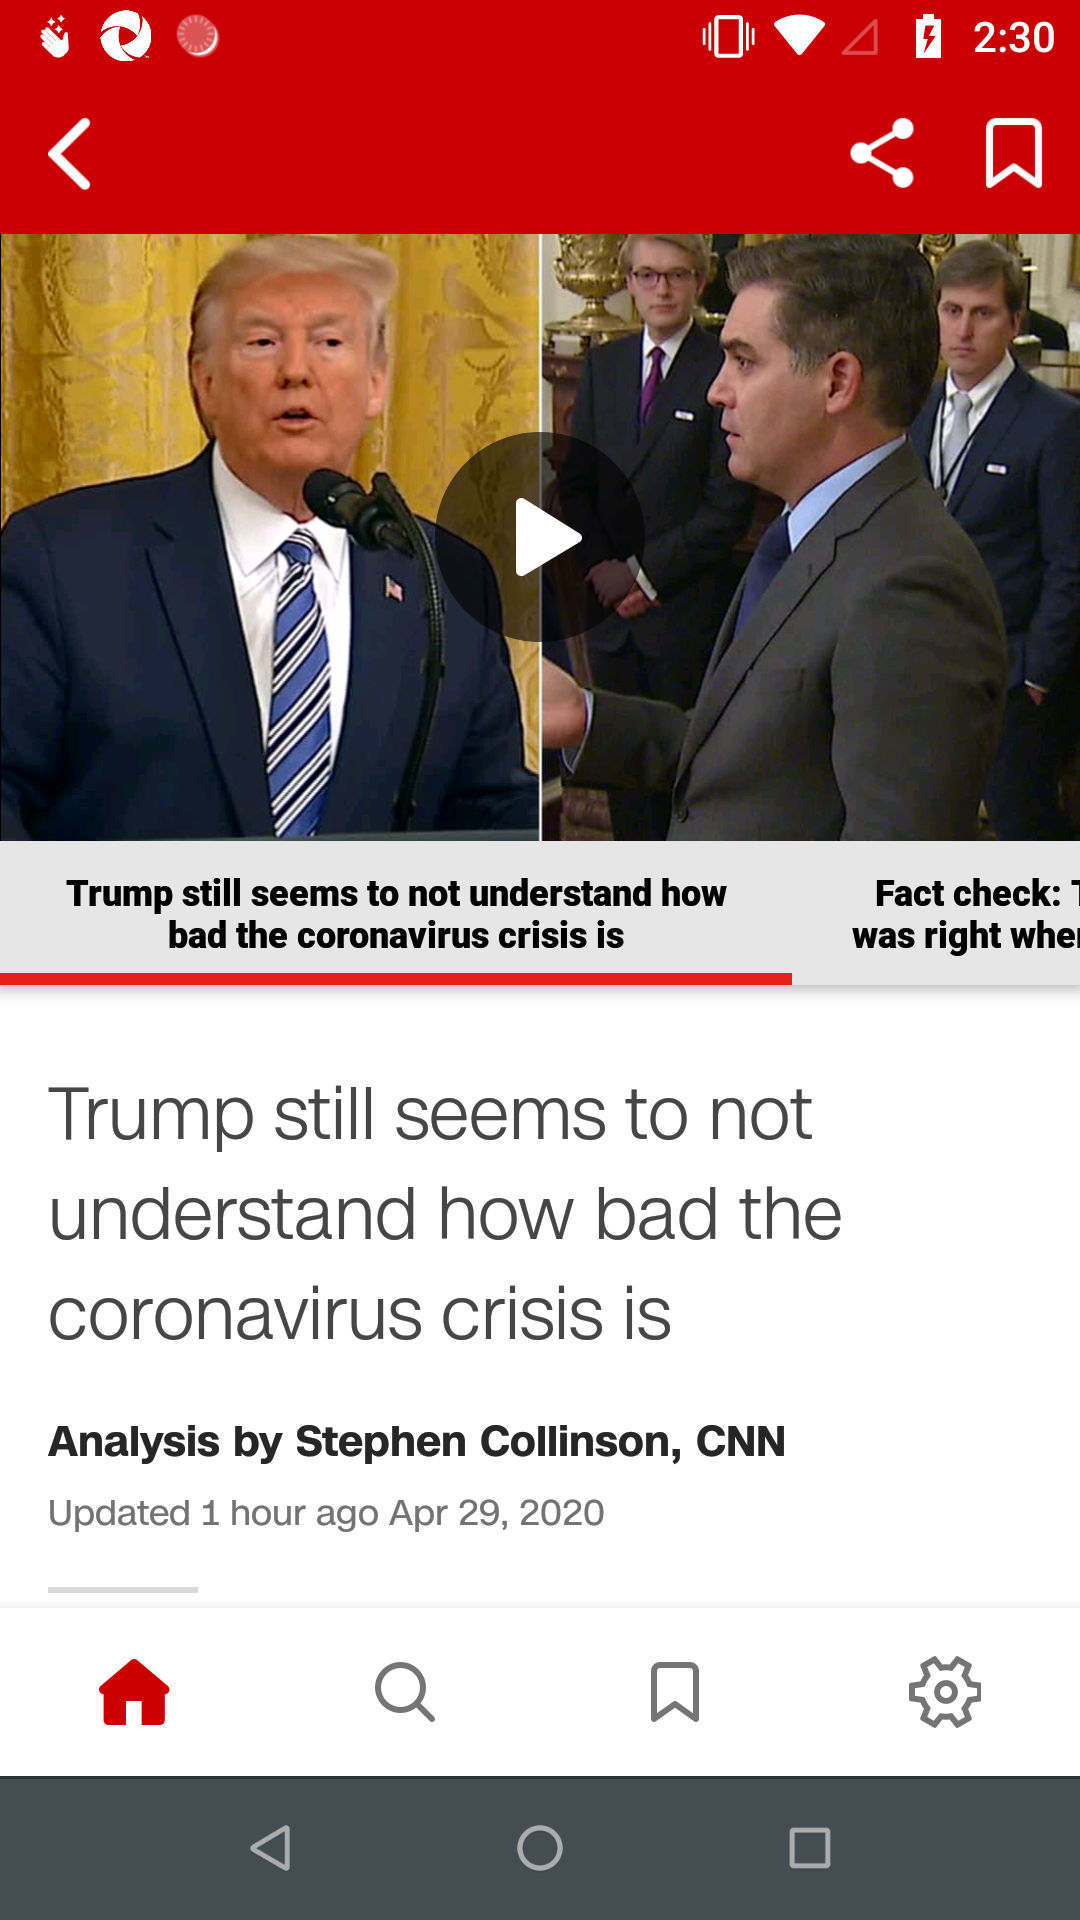 2:30
Trump still seems to not understand how
bad the coronavirus crisis is
Fact check:
was right
Trump still seems to not
understand how bad the
coronavirus crisis is
Analysis by Stephen Collinson, CNN
Updated 1 hour ago Apr 29, 2020